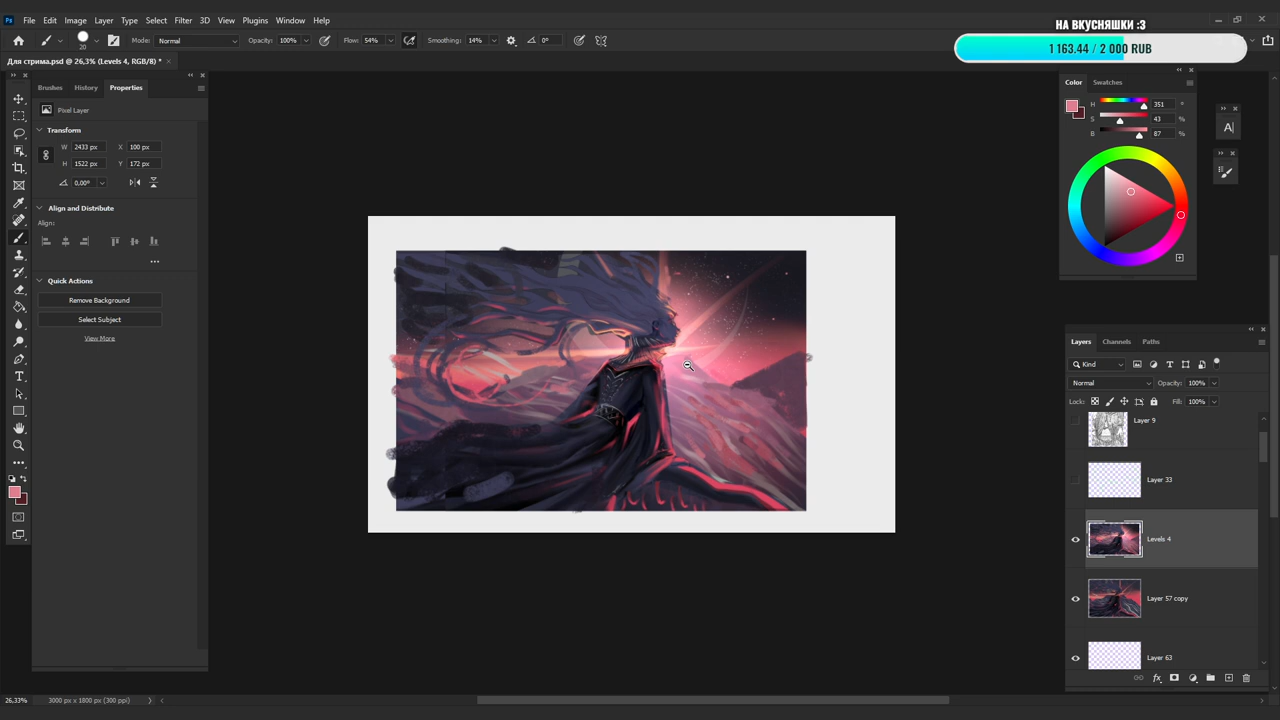 Ps File Edit Image Layer Type Select Filter 3D View Plugins Window Help
НА ВКУСНЯШКИ :3
1 163.44 / 2 000 RUB
20 Mode: Normal Opacity: 100% Flow: 54% Smoothing: 14% 0°
Для стрима.psd @ 26,3% (Levels 4, RGB/8) *
Brushes History Properties
Pixel Layer
Transform
W 2433 px X 100 px
H 1522 px Y 172 px
0,00°
Align and Distribute
Align:
Quick Actions
Remove Background
Select Subject
View More
Color Swatches
H 351 °
S 43 %
B 87 %
A
Layers Channels Paths
Kind
Normal Opacity: 100%
Lock: Fill: 100%
Layer 9
Layer 33
Levels 4
Layer 57 copy
Layer 63
fx
26,33% 3000 px x 1800 px (300 ppi)